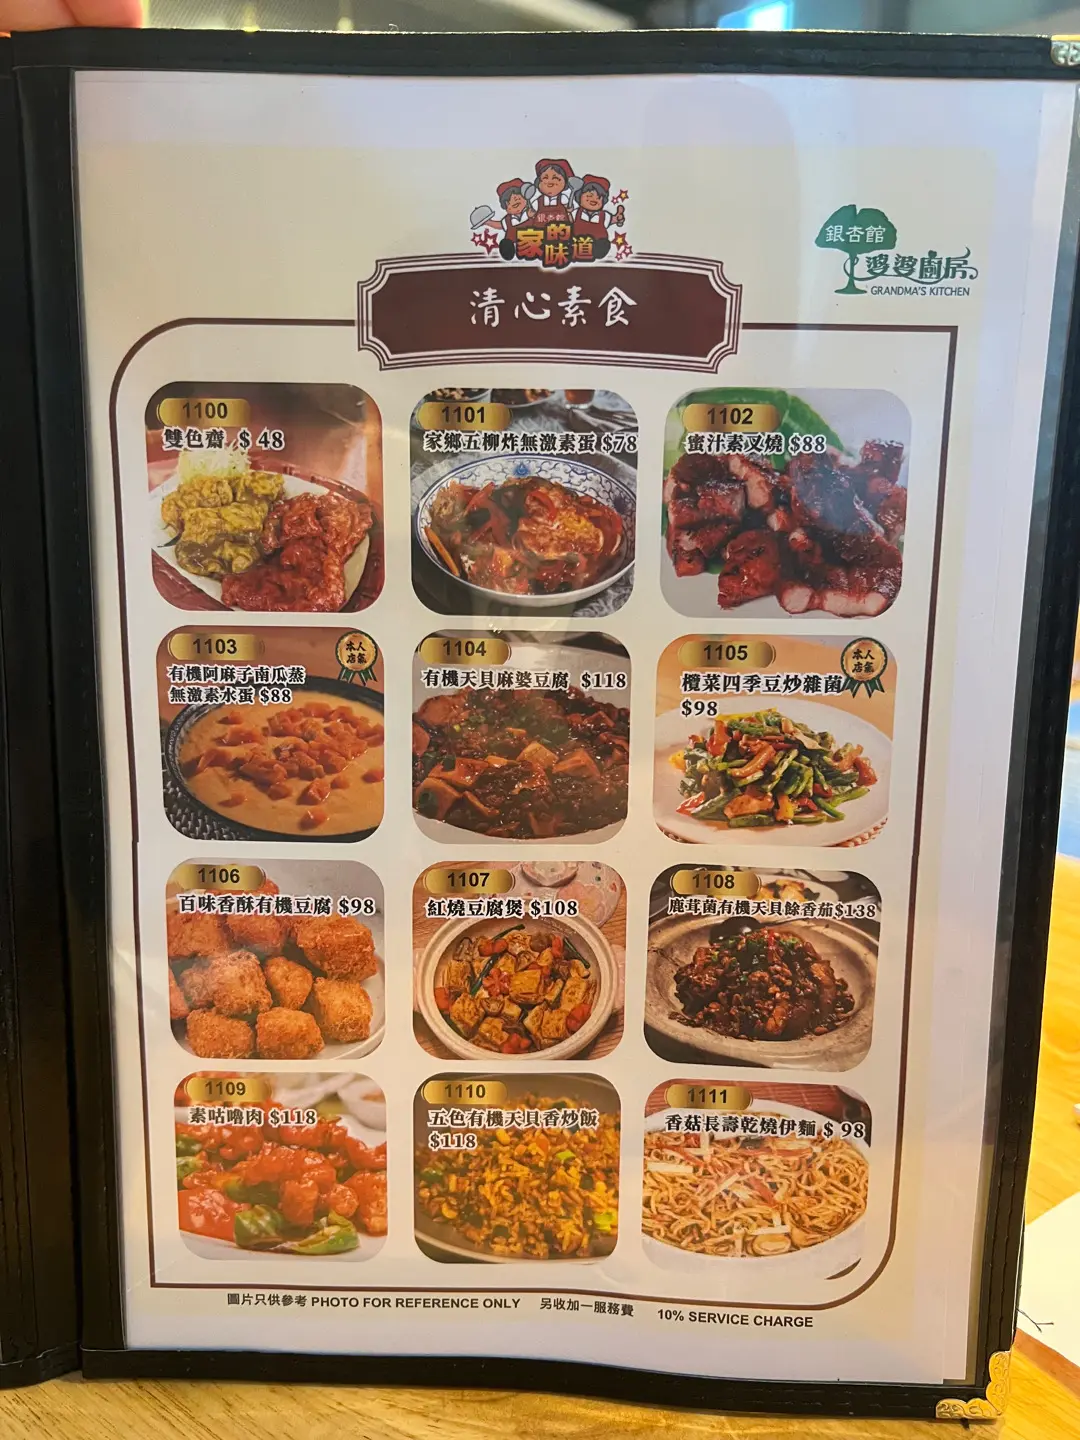 銀杏館
家的味道
銀杏館
婆婆廚房
GRANDMA'S KITCHEN
清心素食
1100
雙色齋 $ 48
1101
家鄉五柳炸無激素蛋 $78
1102
蜜汁素叉燒 $88
1103
有機阿麻子南瓜蒸
無激素水蛋 $88
本人
店氣
1104
有機天貝麻婆豆腐 $118
1105
欖菜四季豆炒雜菌
$98
本人
店氣
1106
百味香酥有機豆腐 $98
1107
紅燒豆腐煲 $108
1108
鹿茸菌有機天貝餘香茄$138
1109
素咕嚕肉 $118
1110
五色有機天貝香炒飯
$118
1111
香菇長壽乾燒伊麵 $ 98
圖片只供參考 PHOTO FOR REFERENCE ONLY 另收加一服務費 10% SERVICE CHARGE